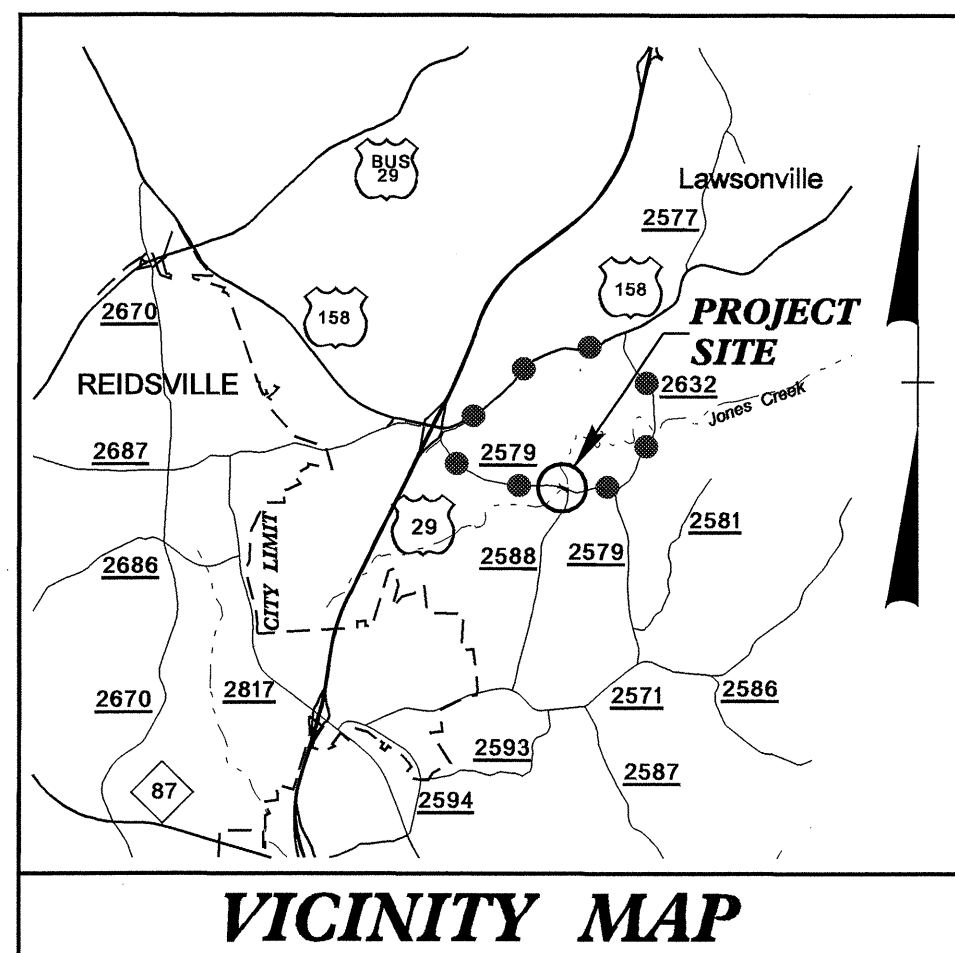 BUS
29
Lawsonville
2577
158
158
2670
PROJECT
SITE
REIDSVILLE
2632
Jones Creek
2687
2579
29
2581
CITY LIMIT
2686
2588
2579
2670
2817
2571
2586
2593
87
2594
2587
VICINITY MAP